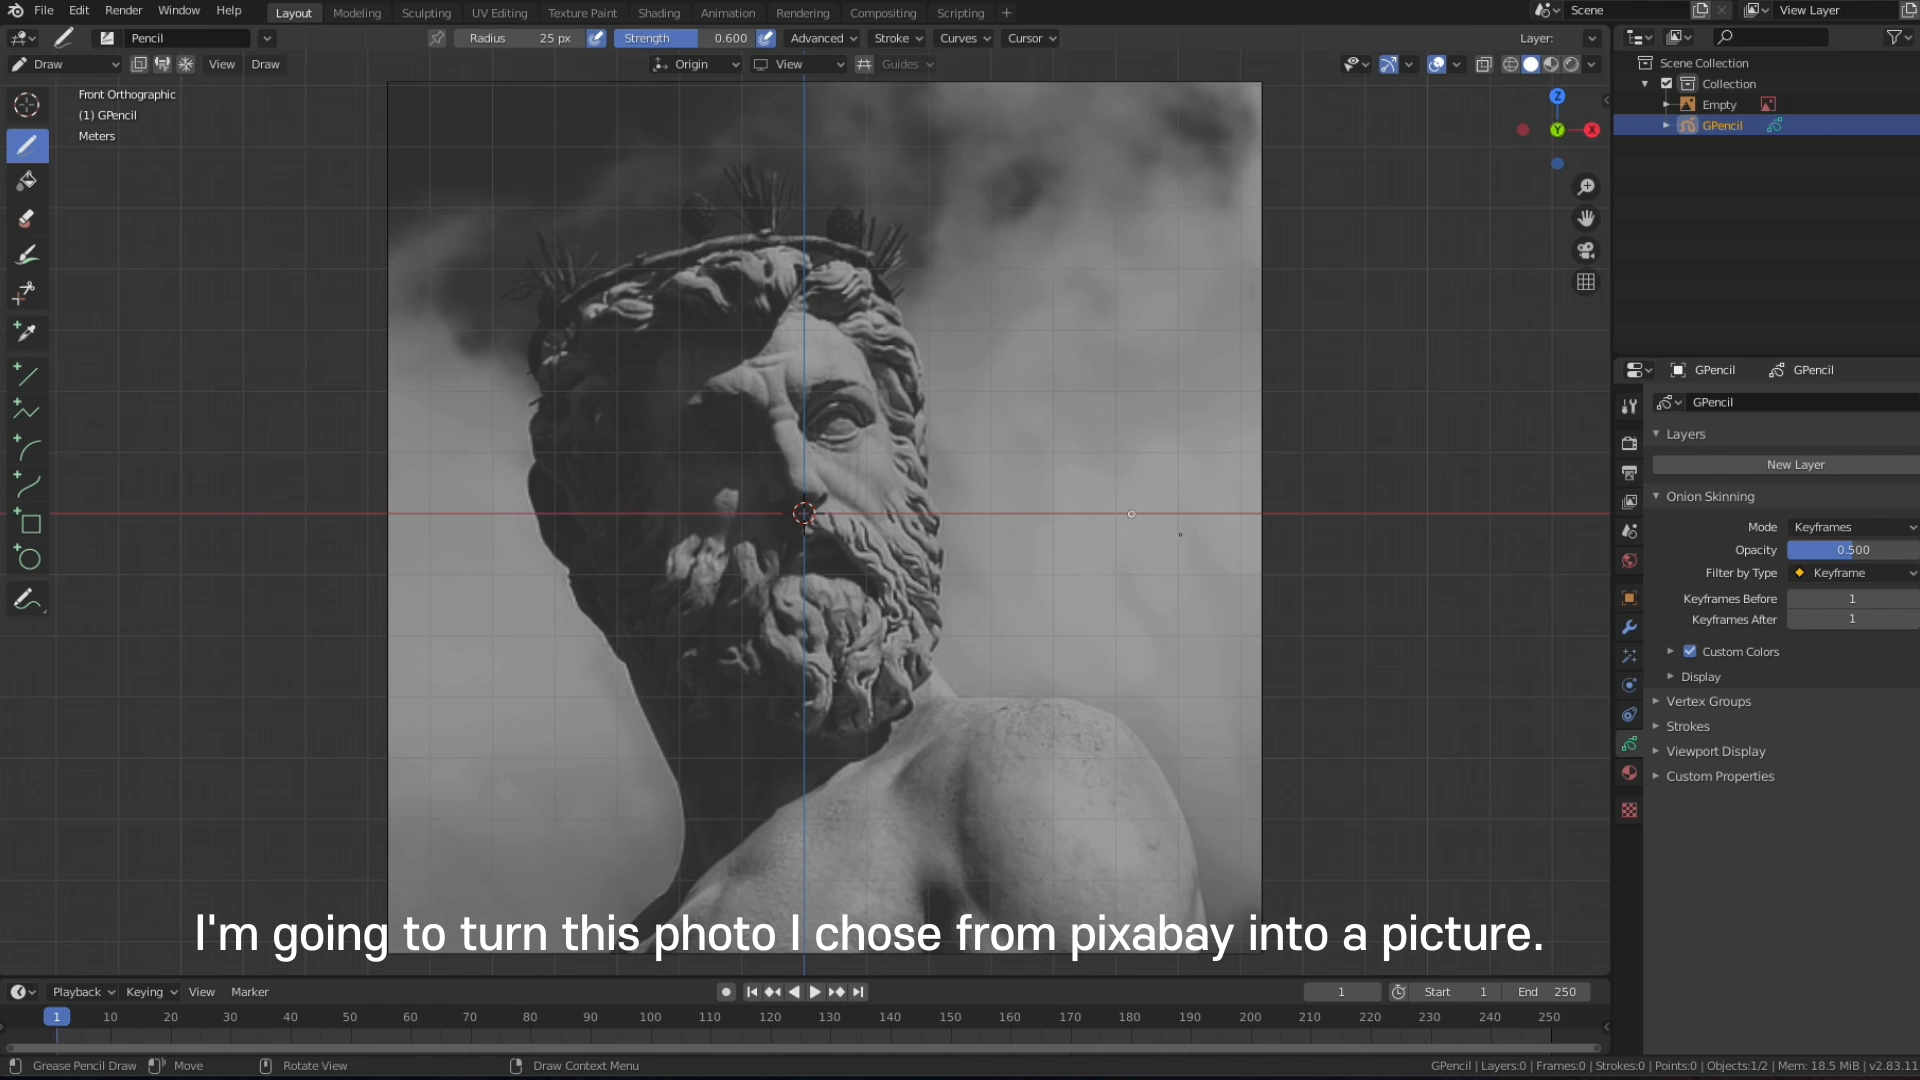 File Edit Render Window Help Layout Modeling Sculpting UV Editing Texture Paint Shading Animation Rendering Compositing Scripting + Scene View Layer
Pencil Radius 25 px Strength 0.600 Advanced Stroke Curves Cursor Layer:
Draw View Draw Origin View Guides
Front Orthographic
(1) GPencil
Meters
Z
Y
X
Scene Collection
Collection
Empty
GPencil
GPencil GPencil
GPencil
Layers
New Layer
Onion Skinning
Mode Keyframes
Opacity 0.500
Filter by Type Keyframe
Keyframes Before 1
Keyframes After 1
Custom Colors
Display
Vertex Groups
Strokes
Viewport Display
Custom Properties
I'm going to turn this photo I chose from pixabay into a picture.
Playback Keying View Marker 1 Start 1 End 250
1 10 20 30 40 50 60 70 80 90 100 110 120 130 140 150 160 170 180 190 200 210 220 230 240 250
Grease Pencil Draw Move Rotate View Draw Context Menu GPencil | Layers:0 | Frames:0 | Strokes:0 | Points:0 | Objects:1/2 | Mem: 18.5 MiB | v2.83.11